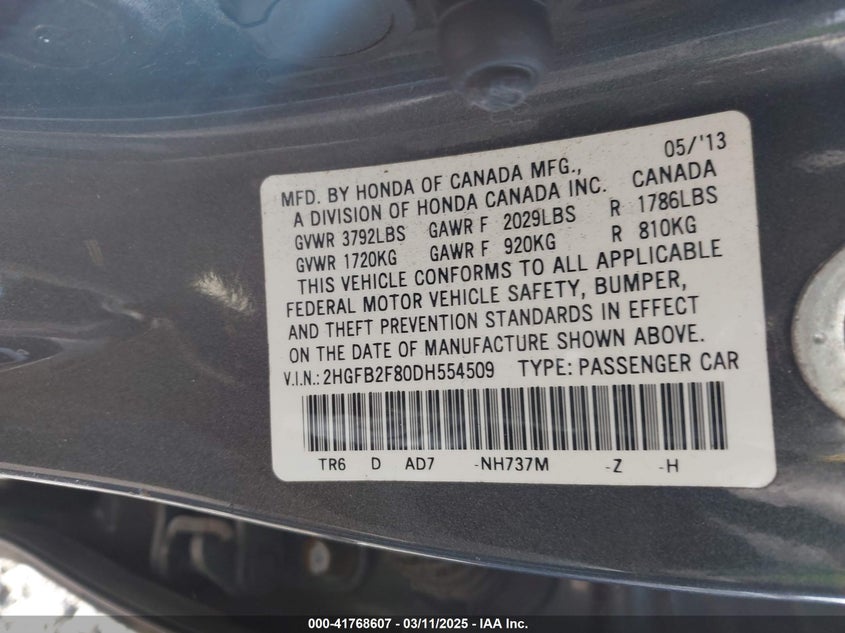 05/'13
MFD. BY HONDA OF CANADA MFG.,
A DIVISION OF HONDA CANADA INC. CANADA
GVWR 3792LBS GAWR F 2029LBS R 1786LBS
GVWR 1720KG GAWR F 920KG R 810KG
THIS VEHICLE CONFORMS TO ALL APPLICABLE
FEDERAL MOTOR VEHICLE SAFETY, BUMPER,
AND THEFT PREVENTION STANDARDS IN EFFECT
ON THE DATE OF MANUFACTURE SHOWN ABOVE.
V.I.N.: 2HGFB2F80DH554509 TYPE: PASSENGER CAR
TR6 D AD7 -NH737M -Z -H
000-41768607 - 03/11/2025 - IAA Inc.